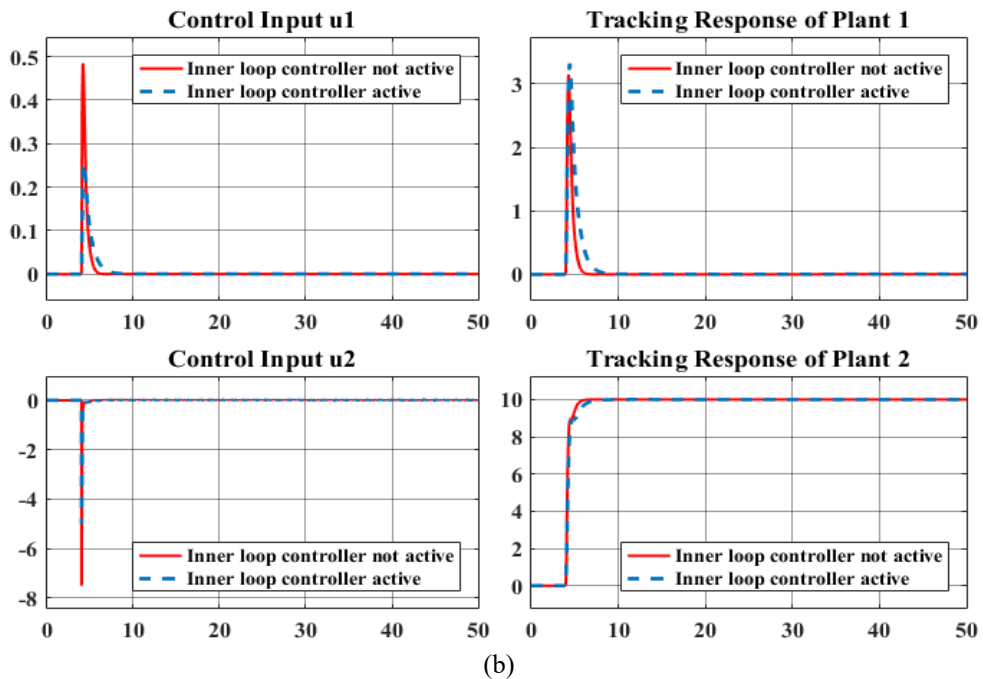 Control Input u1
0.5
0.4
0.3
0.2
0.1
0
0 10 20 30 40 50
Inner loop controller not active
Inner loop controller active
Tracking Response of Plant 1
3
2
1
0
0 10 20 30 40 50
Inner loop controller not active
Inner loop controller active
Control Input u2
0
-2
-4
-6
-8
0 10 20 30 40 50
Inner loop controller not active
Inner loop controller active
Tracking Response of Plant 2
10
8
6
4
2
0
0 10 20 30 40 50
Inner loop controller not active
Inner loop controller active
(b)